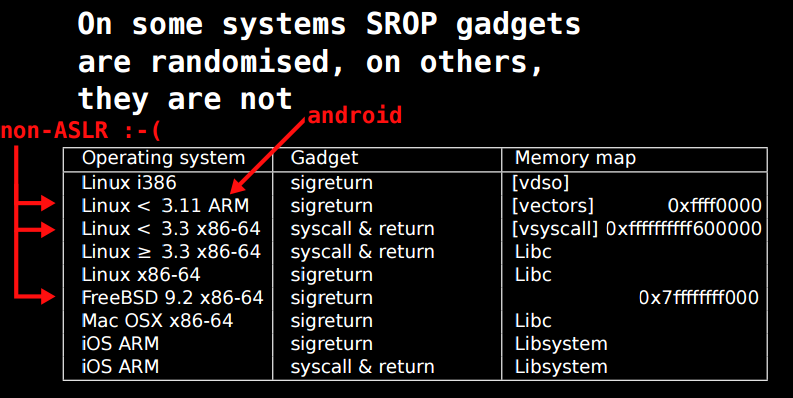 On some systems SROP gadgets
are randomised, on others,
they are not
android
non-ASLR :-(
Operating system Gadget Memory map
Linux i386 sigreturn [vdso]
Linux < 3.11 ARM sigreturn [vectors] 0xffff0000
Linux < 3.3 x86-64 syscall & return [vsyscall] 0xffffffffff600000
Linux ≥ 3.3 x86-64 syscall & return Libc
Linux x86-64 sigreturn Libc
FreeBSD 9.2 x86-64 sigreturn 0x7ffffffff000
Mac OSX x86-64 sigreturn Libc
iOS ARM sigreturn Libsystem
iOS ARM syscall & return Libsystem